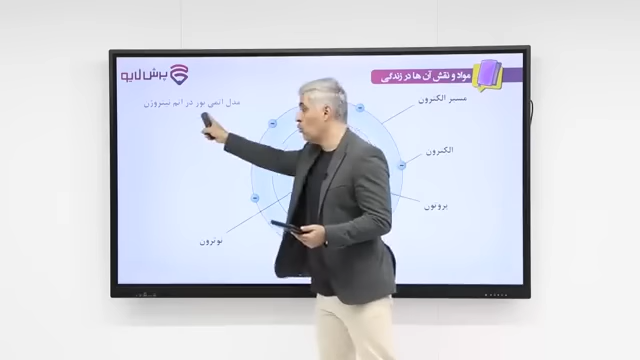 برش لایو
مواد و نقش آن ها در زندگی
مدل اتمی بور در اتم نیتروژن
مسیر الکترون
الکترون
پروتون
نوترون